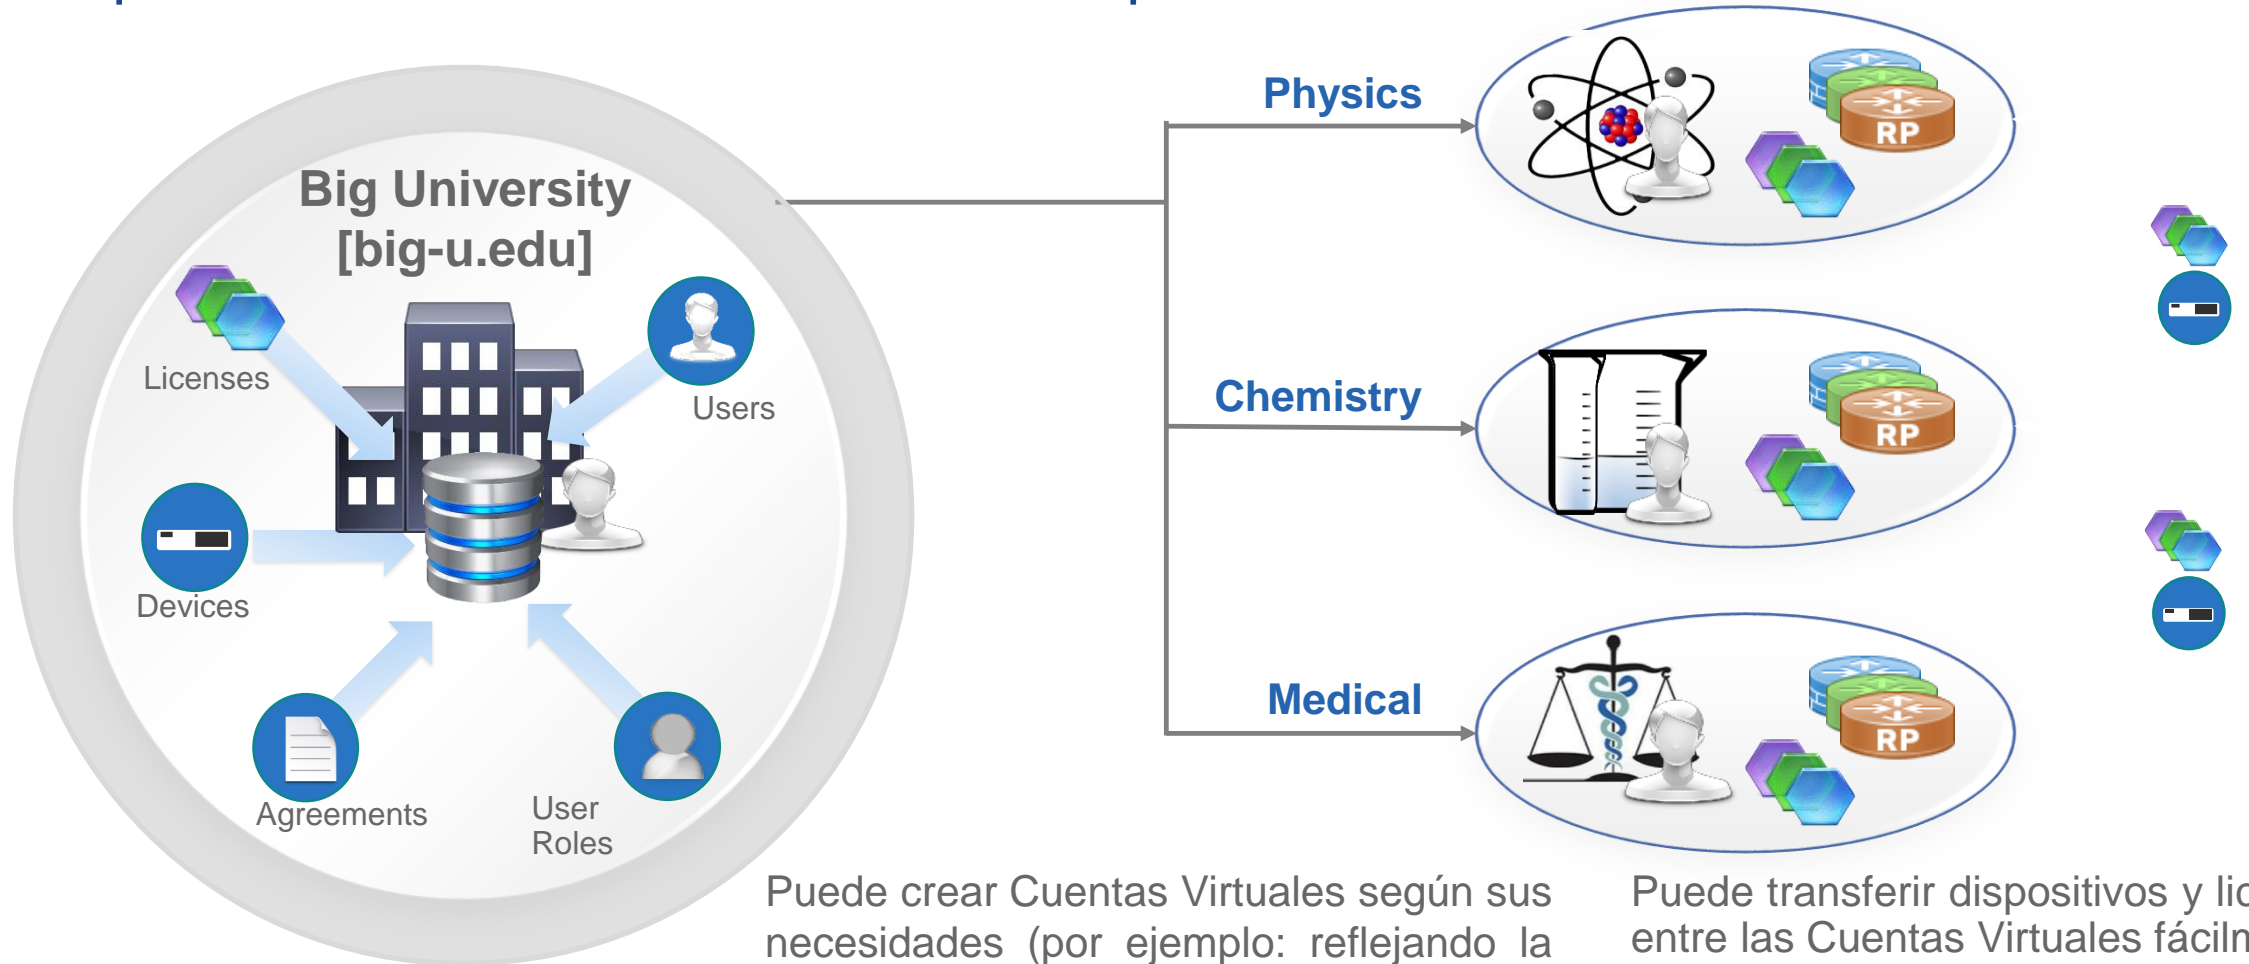 Big University
[big-u.edu]
Licenses
Users
Devices
Agreements
User
Roles
Physics
RP
Chemistry
RP
Medical
RP
Puede crear Cuentas Virtuales según sus
necesidades (por ejemplo: reflejando la
Puede transferir dispositivos y
entre las Cuentas Virtuales